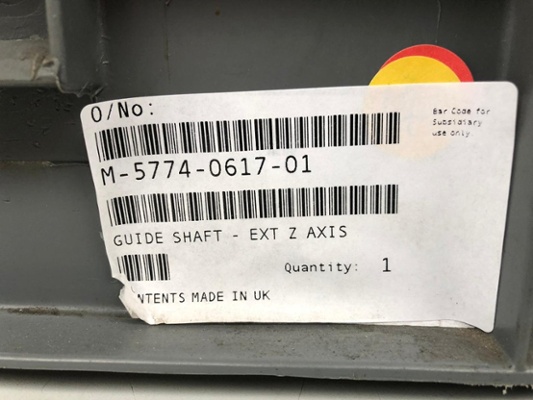 O/No:
Bar Code for
Subsidiary
use only.
M-5774-0617-01
GUIDE SHAFT - EXT Z AXIS
Quantity: 1
NTENTS MADE IN UK